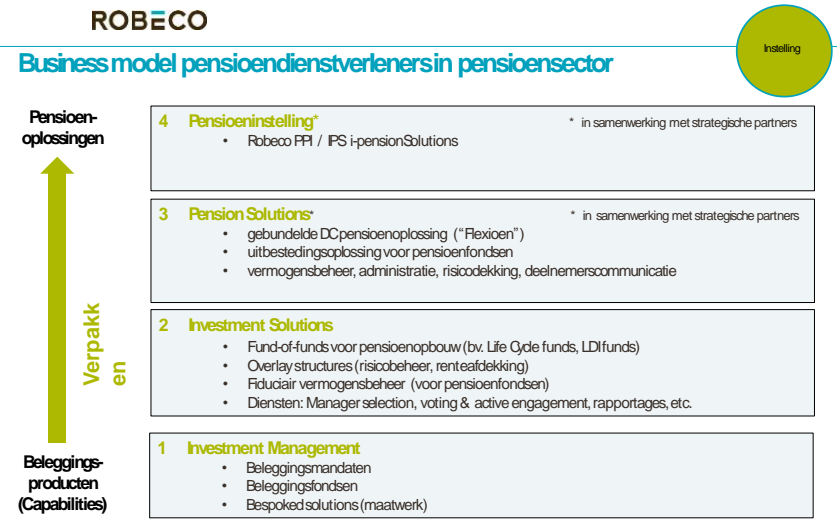 ROBECO
Instelling
Business model pensioendienstverleners in pensioensector
Pensioen-
oplossingen
4 Pensioeninstelling*
* in samenwerking met strategische partners
• Robeco PPI / IPS i-pensionSolutions
3 Pension Solutions*
* in samenwerking met strategische partners
• gebundelde DC pensioenoplossing (“Flexioen”)
• uitbestedingsoplossing voor pensioenfondsen
• vermogensbeheer, administratie, risicodekking, deelnemerscommunicatie
Verpakk
en
2 Investment Solutions
• Fund-of-funds voor pensioenopbouw (bv. Life Cycle funds, LDI funds)
• Overlay structures (risicobeheer, renteafdekking)
• Fiduciair vermogensbeheer (voor pensioenfondsen)
• Diensten: Manager selection, voting & active engagement, rapportages, etc.
Beleggings-
producten
(Capabilities)
1 Investment Management
• Beleggingsmandaten
• Beleggingsfondsen
• Bespoked solutions (maatwerk)